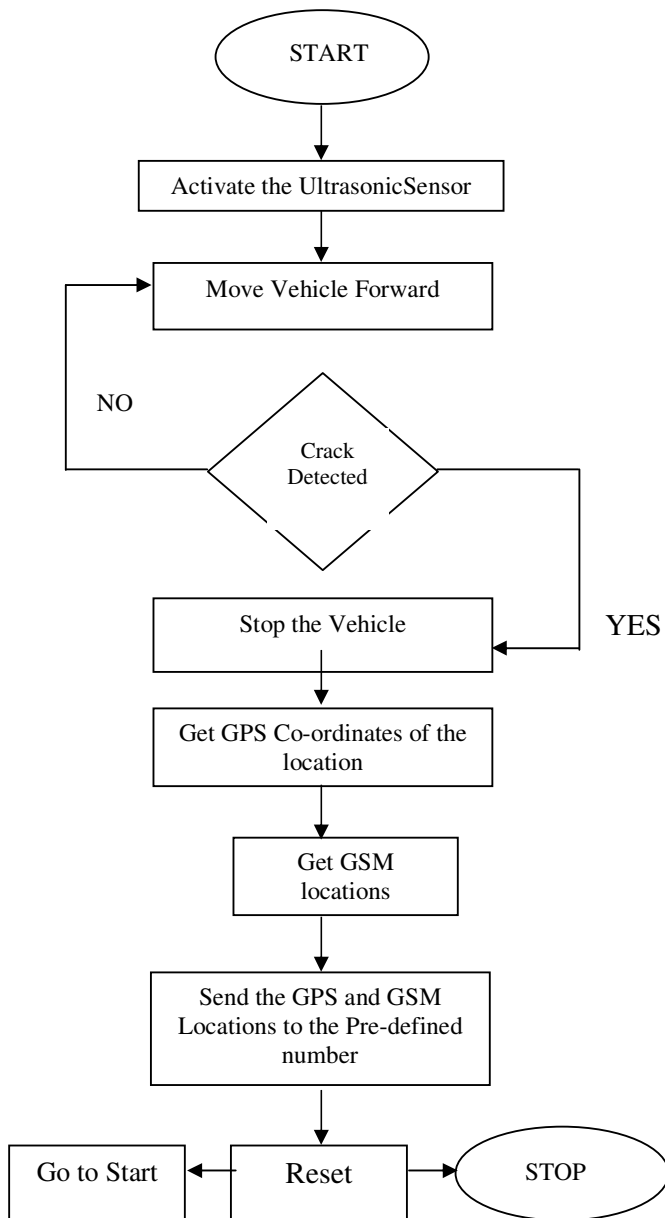 START
Activate the UltrasonicSensor
Move Vehicle Forward
NO
Crack
Detected
Stop the Vehicle
YES
Get GPS Co-ordinates of the
location
Get GSM
locations
Send the GPS and GSM
Locations to the Pre-defined
number
Go to Start
Reset
STOP